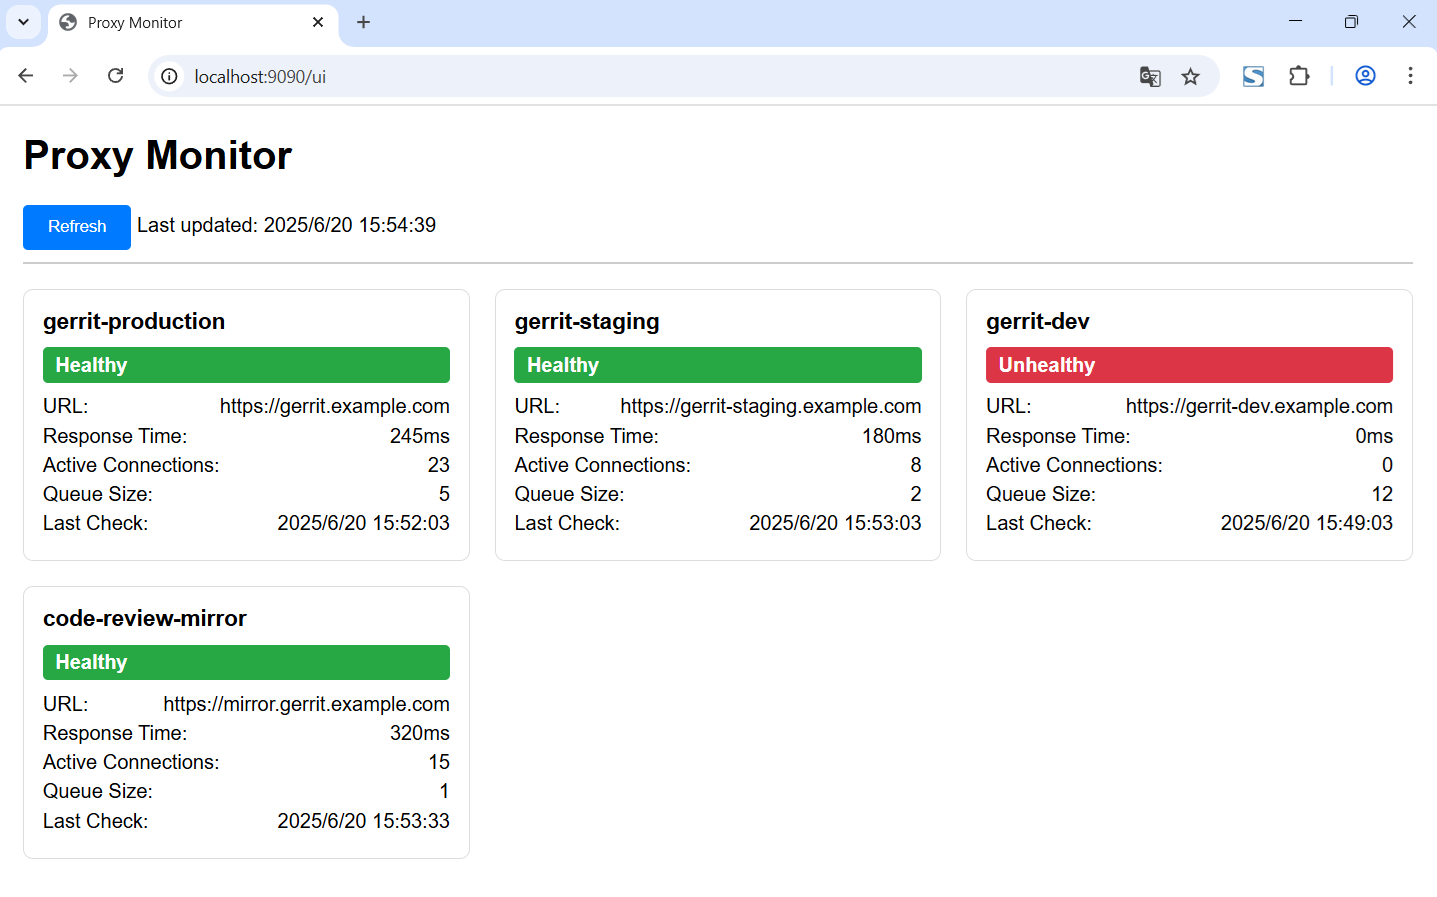 Proxy Monitor
localhost:9090/ui
Proxy Monitor
Refresh Last updated: 2025/6/20 15:54:39
gerrit-production
Healthy
URL: https://gerrit.example.com
Response Time: 245ms
Active Connections: 23
Queue Size: 5
Last Check: 2025/6/20 15:52:03
gerrit-staging
Healthy
URL: https://gerrit-staging.example.com
Response Time: 180ms
Active Connections: 8
Queue Size: 2
Last Check: 2025/6/20 15:53:03
gerrit-dev
Unhealthy
URL: https://gerrit-dev.example.com
Response Time: 0ms
Active Connections: 0
Queue Size: 12
Last Check: 2025/6/20 15:49:03
code-review-mirror
Healthy
URL: https://mirror.gerrit.example.com
Response Time: 320ms
Active Connections: 15
Queue Size: 1
Last Check: 2025/6/20 15:53:33